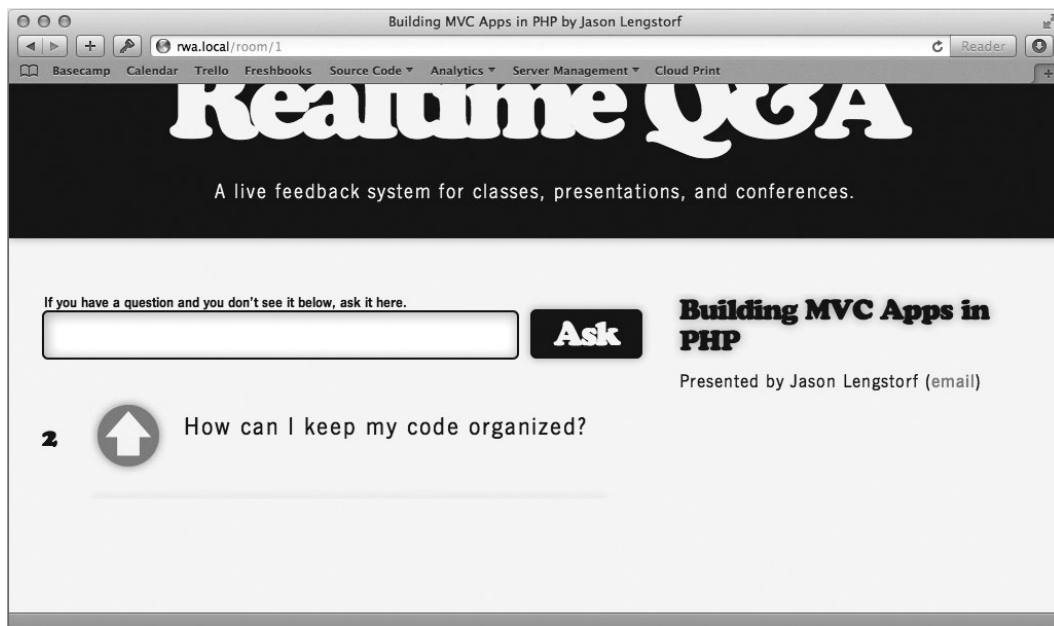 Building MVC Apps in PHP by Jason Lengstorf
rwa.local/room/1
Reader
Basecamp Calendar Trello Freshbooks Source Code Analytics Server Management Cloud Print
Realtime Q&A
A live feedback system for classes, presentations, and conferences.
If you have a question and you don't see it below, ask it here.
Ask
Building MVC Apps in
PHP
Presented by Jason Lengstorf (email)
2
How can I keep my code organized?